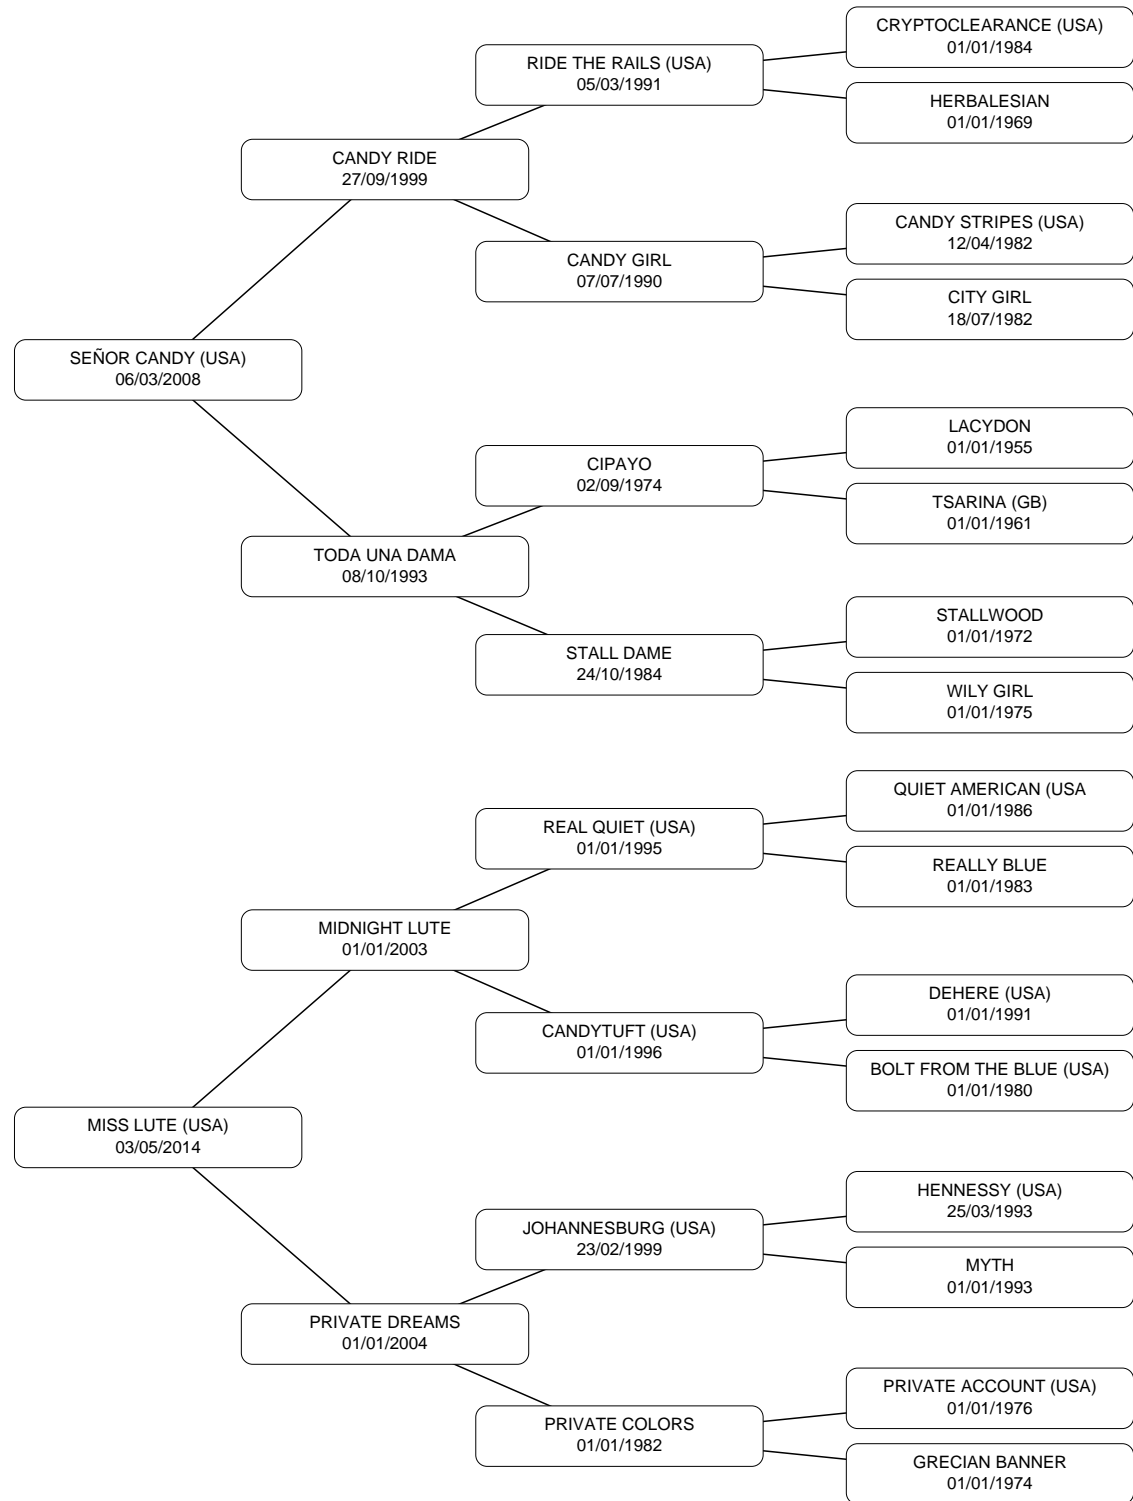 CRYPTOCLEARANCE (USA)
01/01/1984
RIDE THE RAILS (USA)
05/03/1991
HERBALESIAN
01/01/1969
CANDY RIDE
27/09/1999
CANDY STRIPES (USA)
12/04/1982
CANDY GIRL
07/07/1990
CITY GIRL
18/07/1982
SEÑOR CANDY (USA)
06/03/2008
LACYDON
01/01/1955
CIPAYO
02/09/1974
TSARINA (GB)
01/01/1961
TODA UNA DAMA
08/10/1993
STALLWOOD
01/01/1972
STALL DAME
24/10/1984
WILY GIRL
01/01/1975
QUIET AMERICAN (USA
01/01/1986
REAL QUIET (USA)
01/01/1995
REALLY BLUE
01/01/1983
MIDNIGHT LUTE
01/01/2003
DEHERE (USA)
01/01/1991
CANDYTUFT (USA)
01/01/1996
BOLT FROM THE BLUE (USA)
01/01/1980
MISS LUTE (USA)
03/05/2014
HENNESSY (USA)
25/03/1993
JOHANNESBURG (USA)
23/02/1999
MYTH
01/01/1993
PRIVATE DREAMS
01/01/2004
PRIVATE ACCOUNT (USA)
01/01/1976
PRIVATE COLORS
01/01/1982
GRECIAN BANNER
01/01/1974